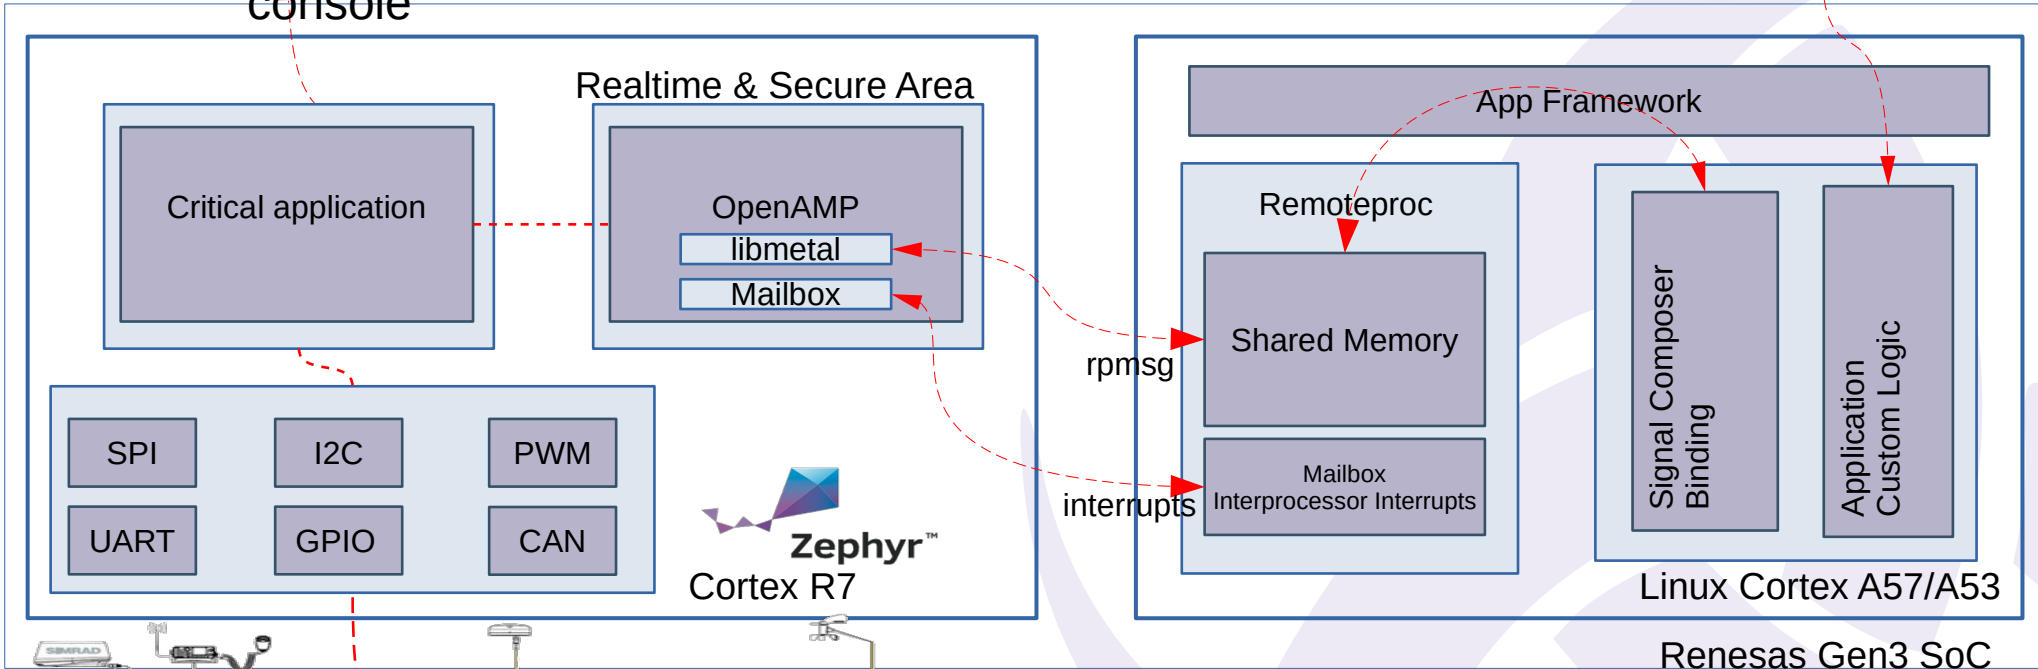 console
Realtime & Secure Area
Critical application
OpenAMP
libmetal
Mailbox
SPI
I2C
PWM
UART
GPIO
CAN
Zephyr™
Cortex R7
SIMRAD
rpmsg
interrupts
App Framework
Remoteproc
Shared Memory
Mailbox
Interprocessor Interrupts
Signal Composer
Binding
Application
Custom Logic
Linux Cortex A57/A53
Renesas Gen3 SoC